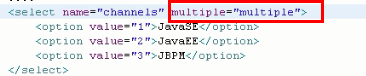 <select name="channels" multiple="multiple">
<option value="1">JavaSE</option>
<option value="2">JavaEE</option>
<option value="3">JBPM</option>
</select>